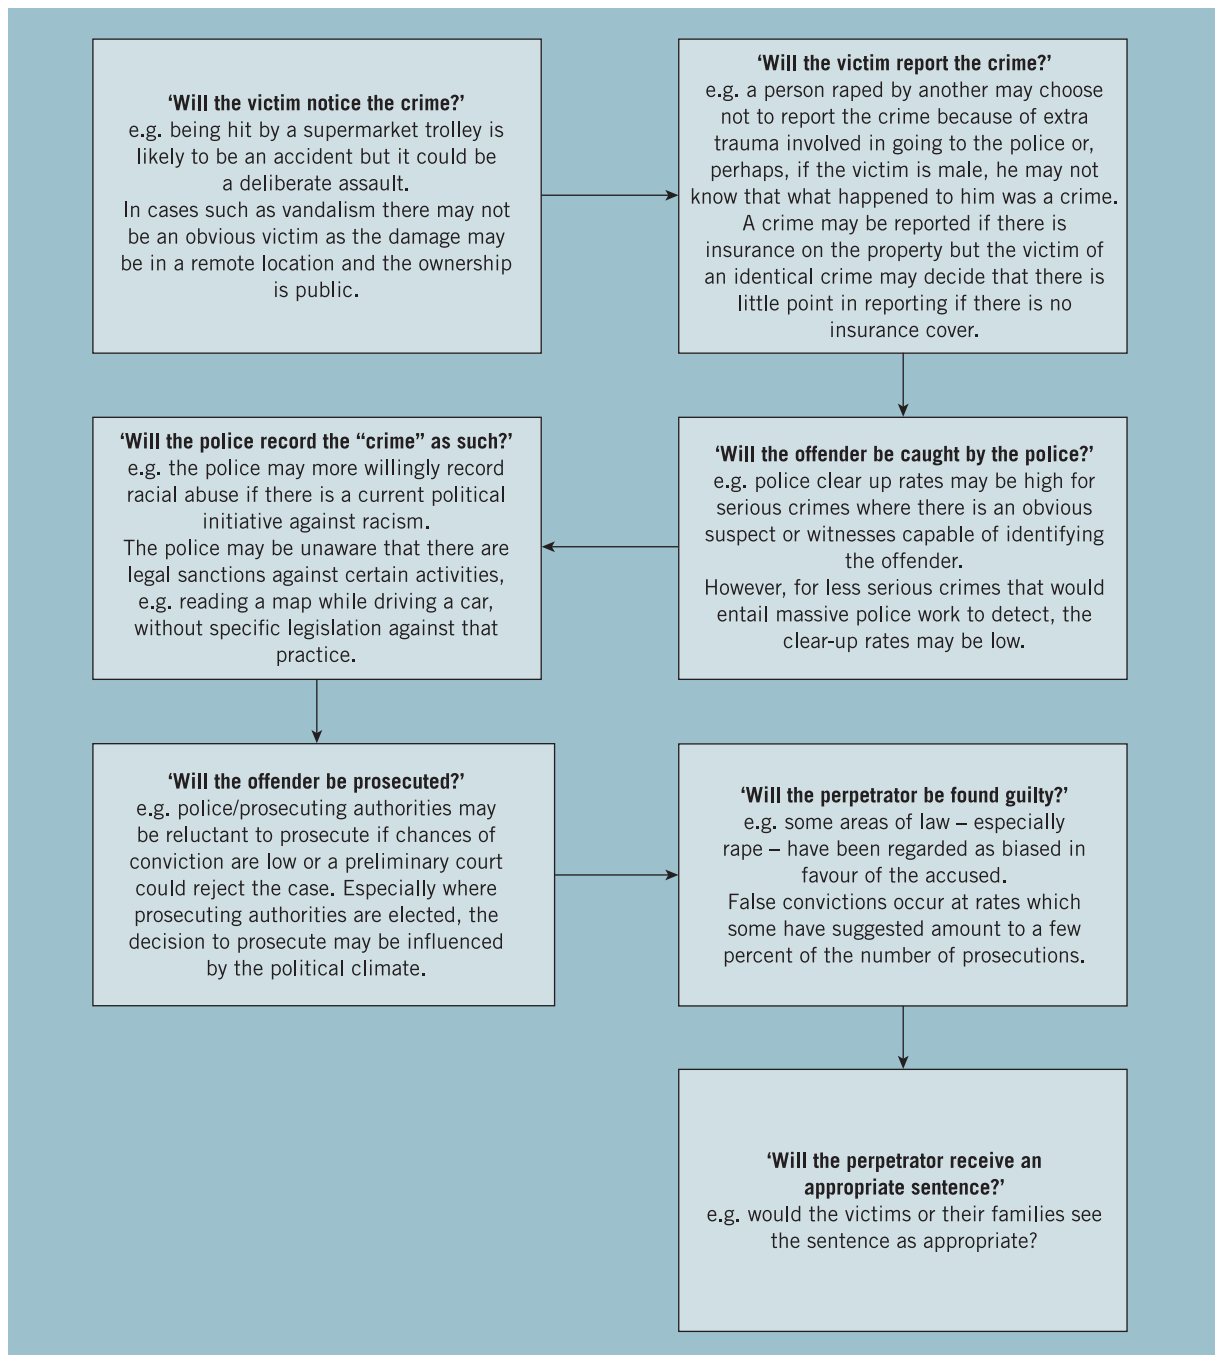 ‘Will the victim notice the crime?’
e.g. being hit by a supermarket trolley is
likely to be an accident but it could be
a deliberate assault.
In cases such as vandalism there may not
be an obvious victim as the damage may
be in a remote location and the ownership
is public.
‘Will the victim report the crime?’
e.g. a person raped by another may choose
not to report the crime because of extra
trauma involved in going to the police or,
perhaps, if the victim is male, he may not
know that what happened to him was a crime.
A crime may be reported if there is
insurance on the property but the victim of
an identical crime may decide that there is
little point in reporting if there is no
insurance cover.
‘Will the offender be caught by the police?’
e.g. police clear up rates may be high for
serious crimes where there is an obvious
suspect or witnesses capable of identifying
the offender.
However, for less serious crimes that would
entail massive police work to detect, the
clear-up rates may be low.
‘Will the police record the “crime” as such?’
e.g. the police may more willingly record
racial abuse if there is a current political
initiative against racism.
The police may be unaware that there are
legal sanctions against certain activities,
e.g. reading a map while driving a car,
without specific legislation against that
practice.
‘Will the offender be prosecuted?’
e.g. police/prosecuting authorities may
be reluctant to prosecute if chances of
conviction are low or a preliminary court
could reject the case. Especially where
prosecuting authorities are elected, the
decision to prosecute may be influenced
by the political climate.
‘Will the perpetrator be found guilty?’
e.g. some areas of law – especially
rape – have been regarded as biased in
favour of the accused.
False convictions occur at rates which
some have suggested amount to a few
percent of the number of prosecutions.
‘Will the perpetrator receive an
appropriate sentence?’
e.g. would the victims or their families see
the sentence as appropriate?